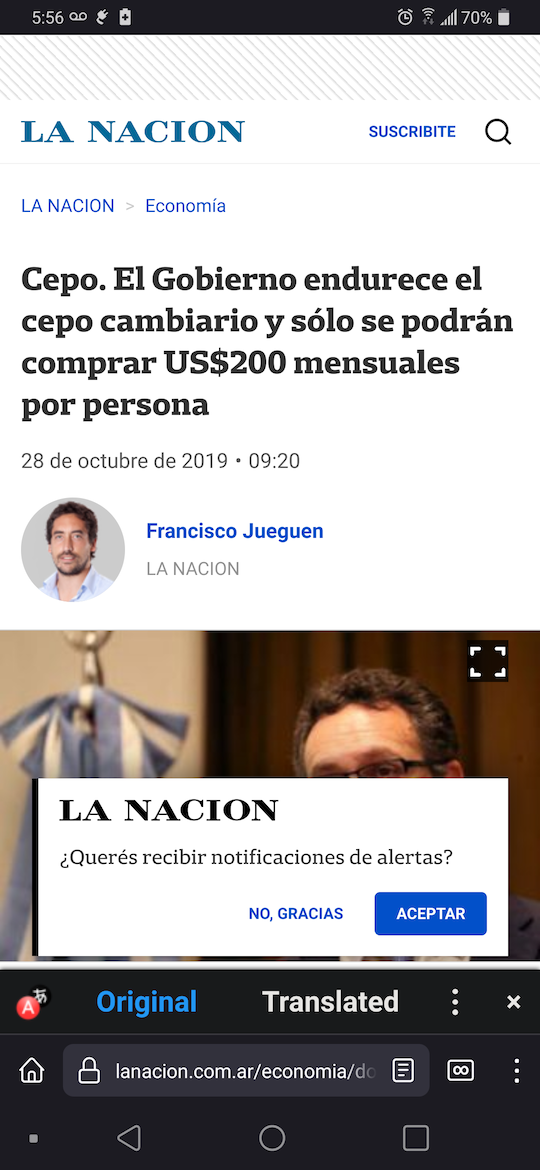 5:56
70%
LA NACION
SUSCRIBITE
LA NACION > Economía
Cepo. El Gobierno endurece el
cepo cambiario y sólo se podrán
comprar US$200 mensuales
por persona
28 de octubre de 2019 • 09:20
Francisco Jueguen
LA NACION
LA NACION
¿Querés recibir notificaciones de alertas?
NO, GRACIAS
ACEPTAR
A あ
Original
Translated
lanacion.com.ar/economia/do